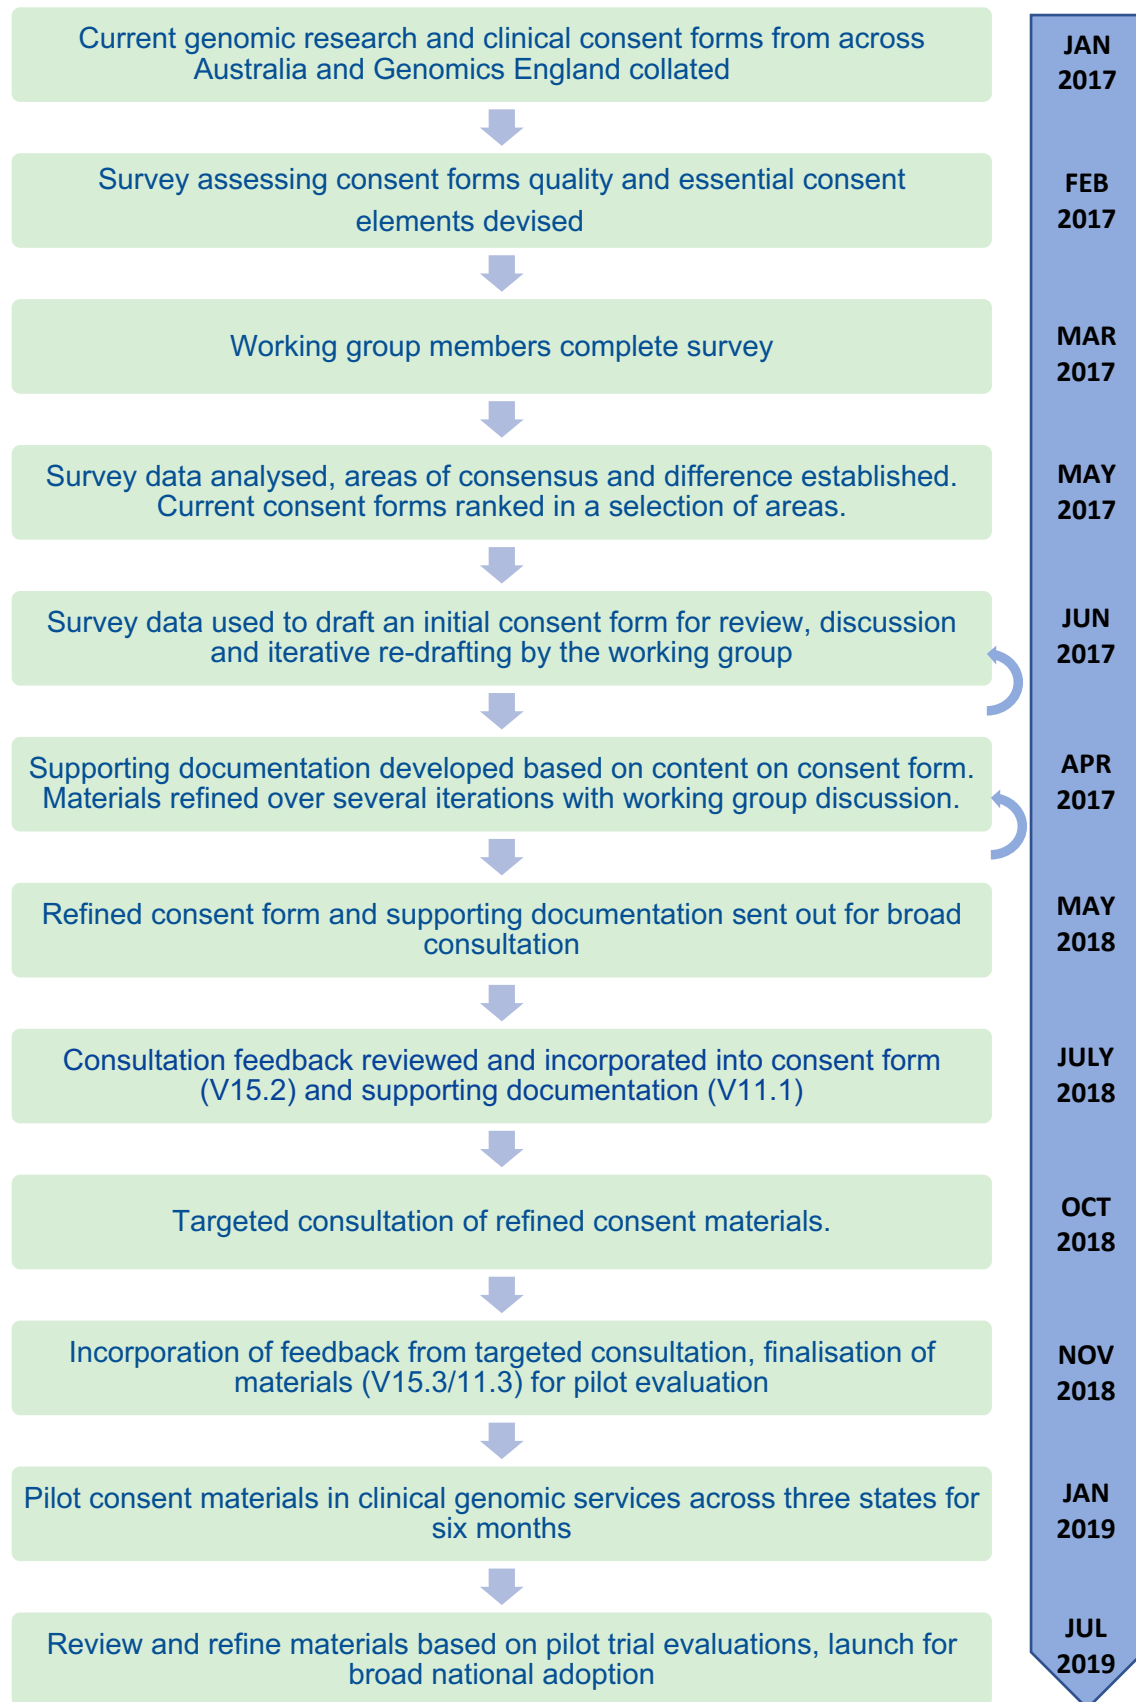 Current genomic research and clinical consent forms from across
Australia and Genomics England collated
JAN
2017
Survey assessing consent forms quality and essential consent
elements devised
FEB
2017
Working group members complete survey
MAR
2017
Survey data analysed, areas of consensus and difference established.
Current consent forms ranked in a selection of areas.
MAY
2017
Survey data used to draft an initial consent form for review, discussion
and iterative re-drafting by the working group
JUN
2017
Supporting documentation developed based on content on consent form.
Materials refined over several iterations with working group discussion.
APR
2017
Refined consent form and supporting documentation sent out for broad
consultation
MAY
2018
Consultation feedback reviewed and incorporated into consent form
(V15.2) and supporting documentation (V11.1)
JULY
2018
Targeted consultation of refined consent materials.
OCT
2018
Incorporation of feedback from targeted consultation, finalisation of
materials (V15.3/11.3) for pilot evaluation
NOV
2018
Pilot consent materials in clinical genomic services across three states for
six months
JAN
2019
Review and refine materials based on pilot trial evaluations, launch for
broad national adoption
JUL
2019